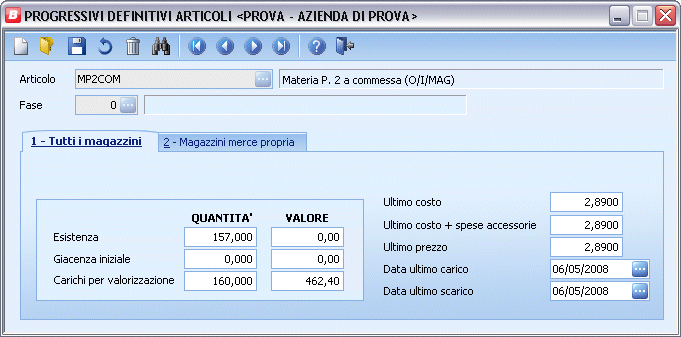 B PROGRESSIVI DEFINITIVI ARTICOLI <PROVA - AZIENDA DI PROVA>
Articolo MP2COM ... Materia P. 2 a commessa (O/I/MAG)
Fase 0 ...
1 - Tutti i magazzini 2 - Magazzini merce propria
QUANTITA' VALORE
Esistenza 157,000 0,00
Giacenza iniziale 0,000 0,00
Carichi per valorizzazione 160,000 462,40
Ultimo costo 2,8900
Ultimo costo + spese accessorie 2,8900
Ultimo prezzo 2,8900
Data ultimo carico 06/05/2008 ...
Data ultimo scarico 06/05/2008 ...